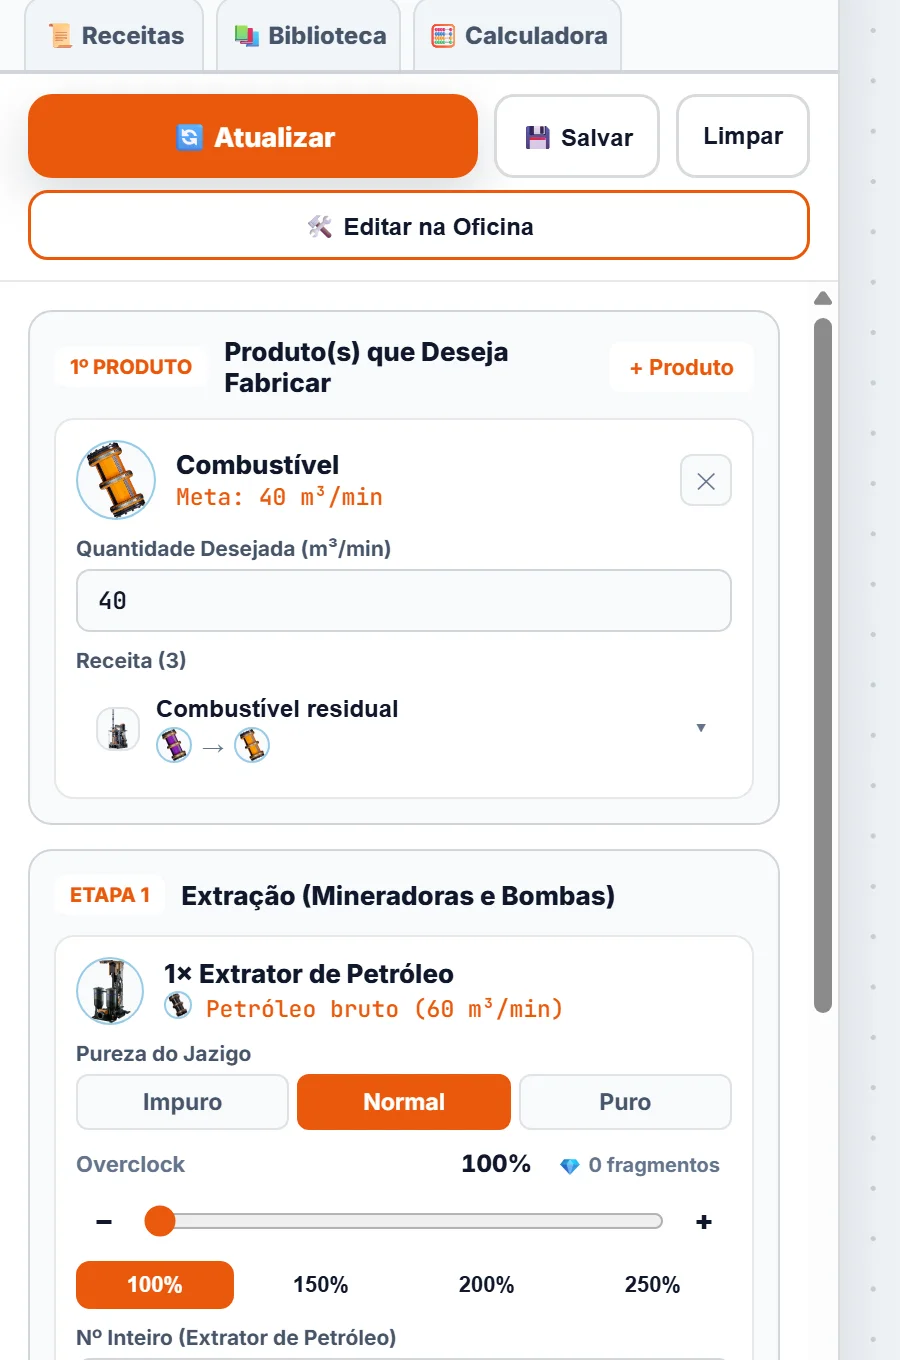 Receitas
Biblioteca
Calculadora
Atualizar
Salvar
Limpar
Editar na Oficina
1º PRODUTO
Produto(s) que Deseja
Fabricar
+ Produto
Combustível
Meta: 40 m³/min
Quantidade Desejada (m³/min)
40
Receita (3)
Combustível residual
→
▼
ETAPA 1
Extração (Mineradoras e Bombas)
1× Extrator de Petróleo
Petróleo bruto (60 m³/min)
Pureza do Jazigo
Impuro
Normal
Puro
Overclock
100%
0 fragmentos
−
+
100%
150%
200%
250%
Nº Inteiro (Extrator de Petróleo)